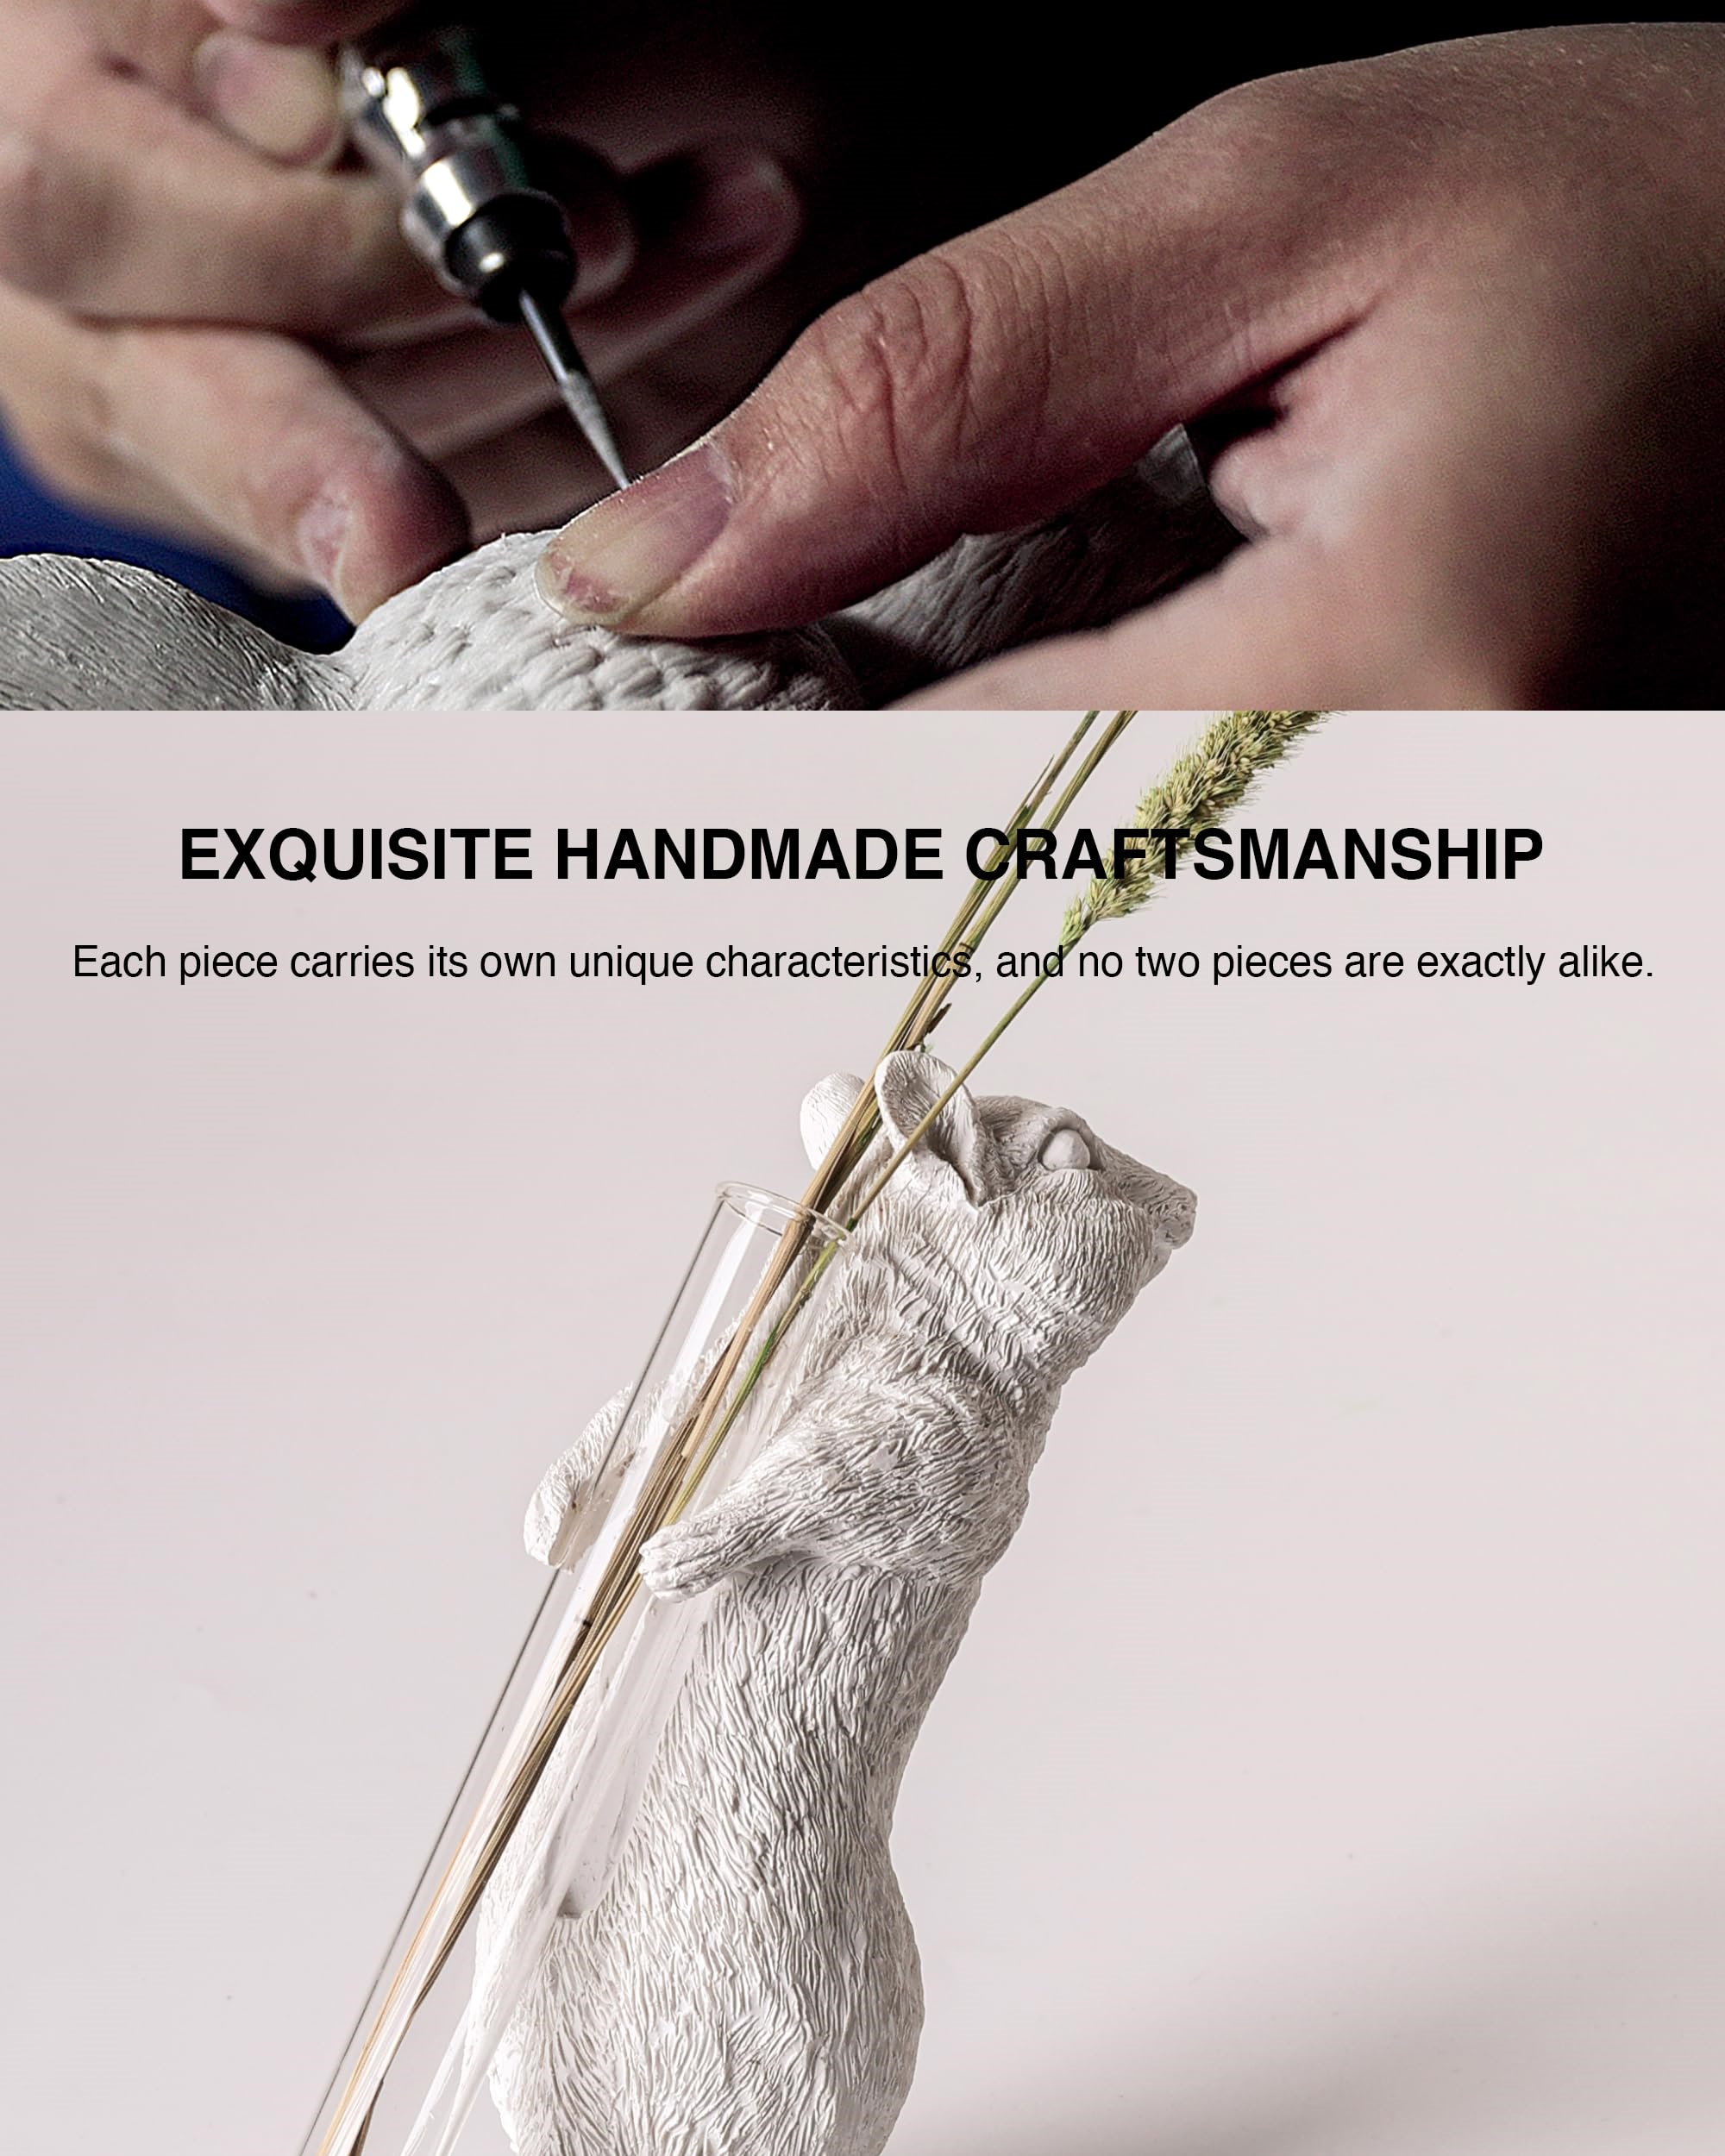 EXQUISITE HANDMADE CRAFTSMANSHIP
Each piece carries its own unique characteristics, and no two pieces are exactly alike.